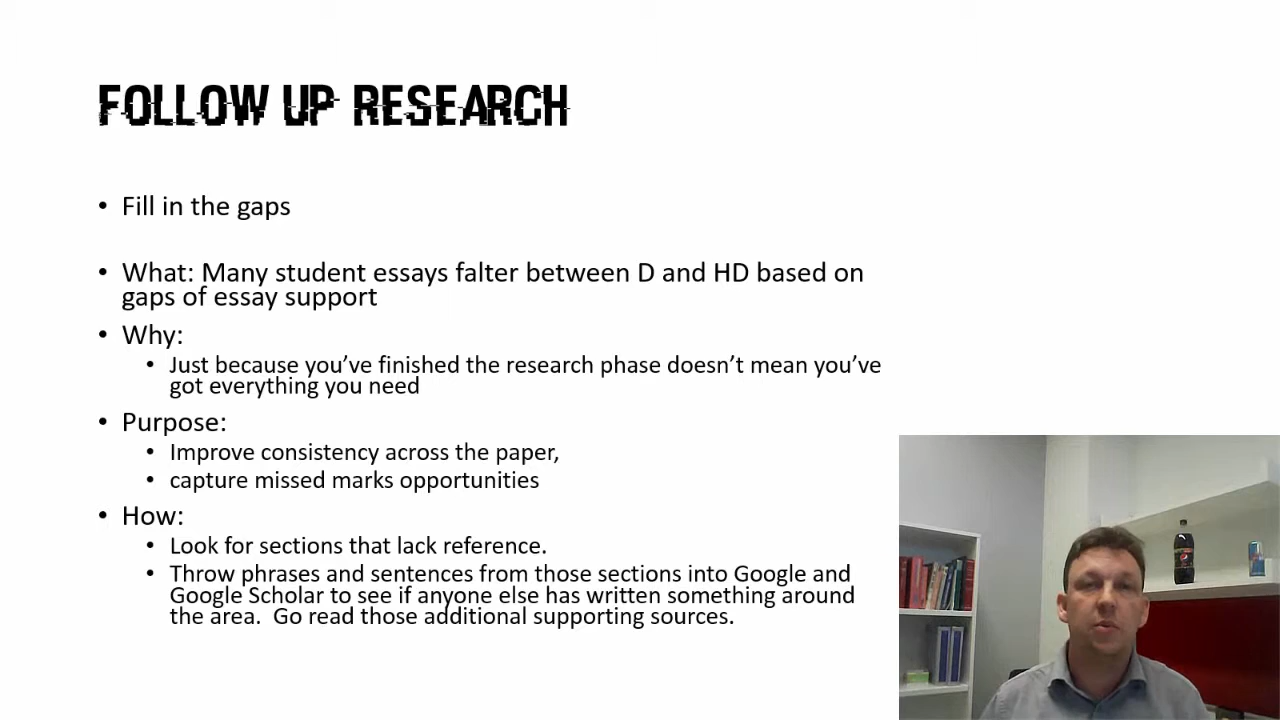 FOLLOW UP RESEARCH
• Fill in the gaps
• What: Many student essays falter between D and HD based on
gaps of essay support
• Why:
• Just because you’ve finished the research phase doesn’t mean you’ve
got everything you need
• Purpose:
• Improve consistency across the paper,
• capture missed marks opportunities
• How:
• Look for sections that lack reference.
• Throw phrases and sentences from those sections into Google and
Google Scholar to see if anyone else has written something around
the area.  Go read those additional supporting sources.